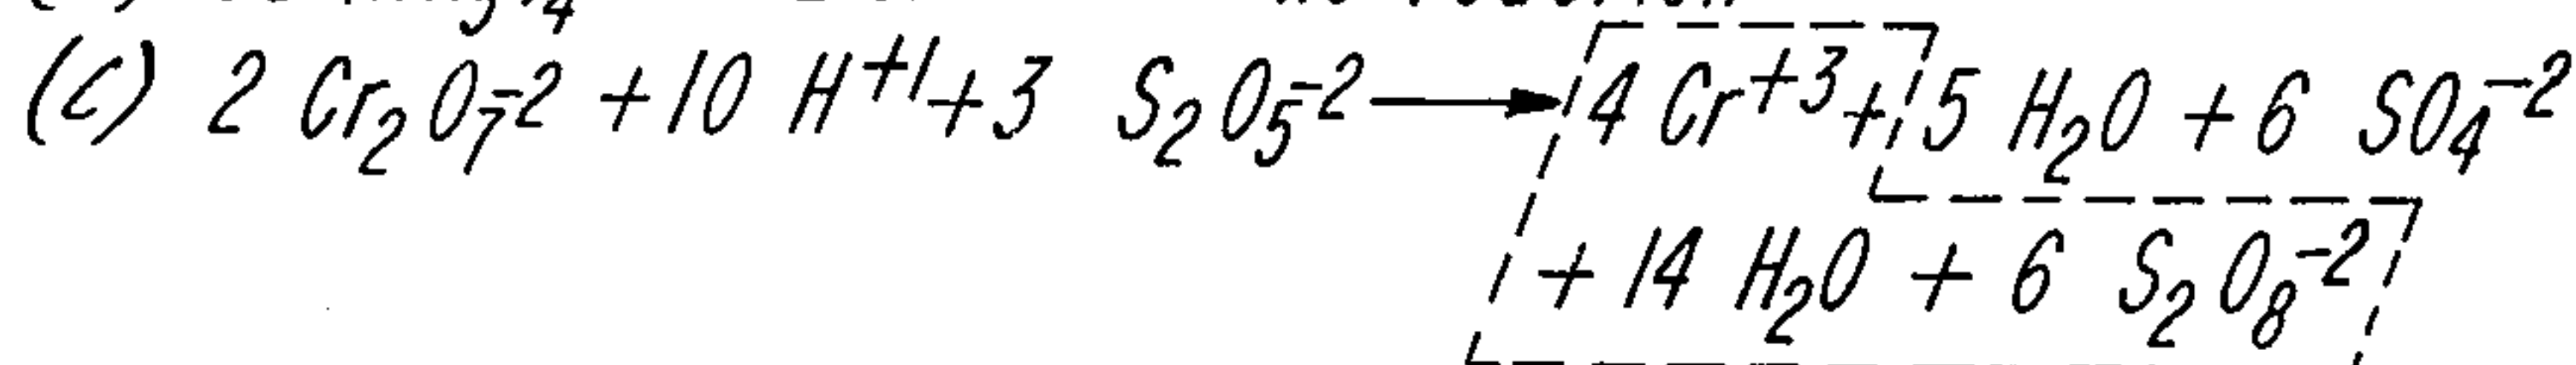 (C) 2 Cr₂O₇⁻² + 10 H⁺¹ + 3 S₂O₅⁻² → 4 Cr⁺³ + 5 H₂O + 6 SO₄⁻²
+ 14 H₂O + 6 S₂O₈⁻²